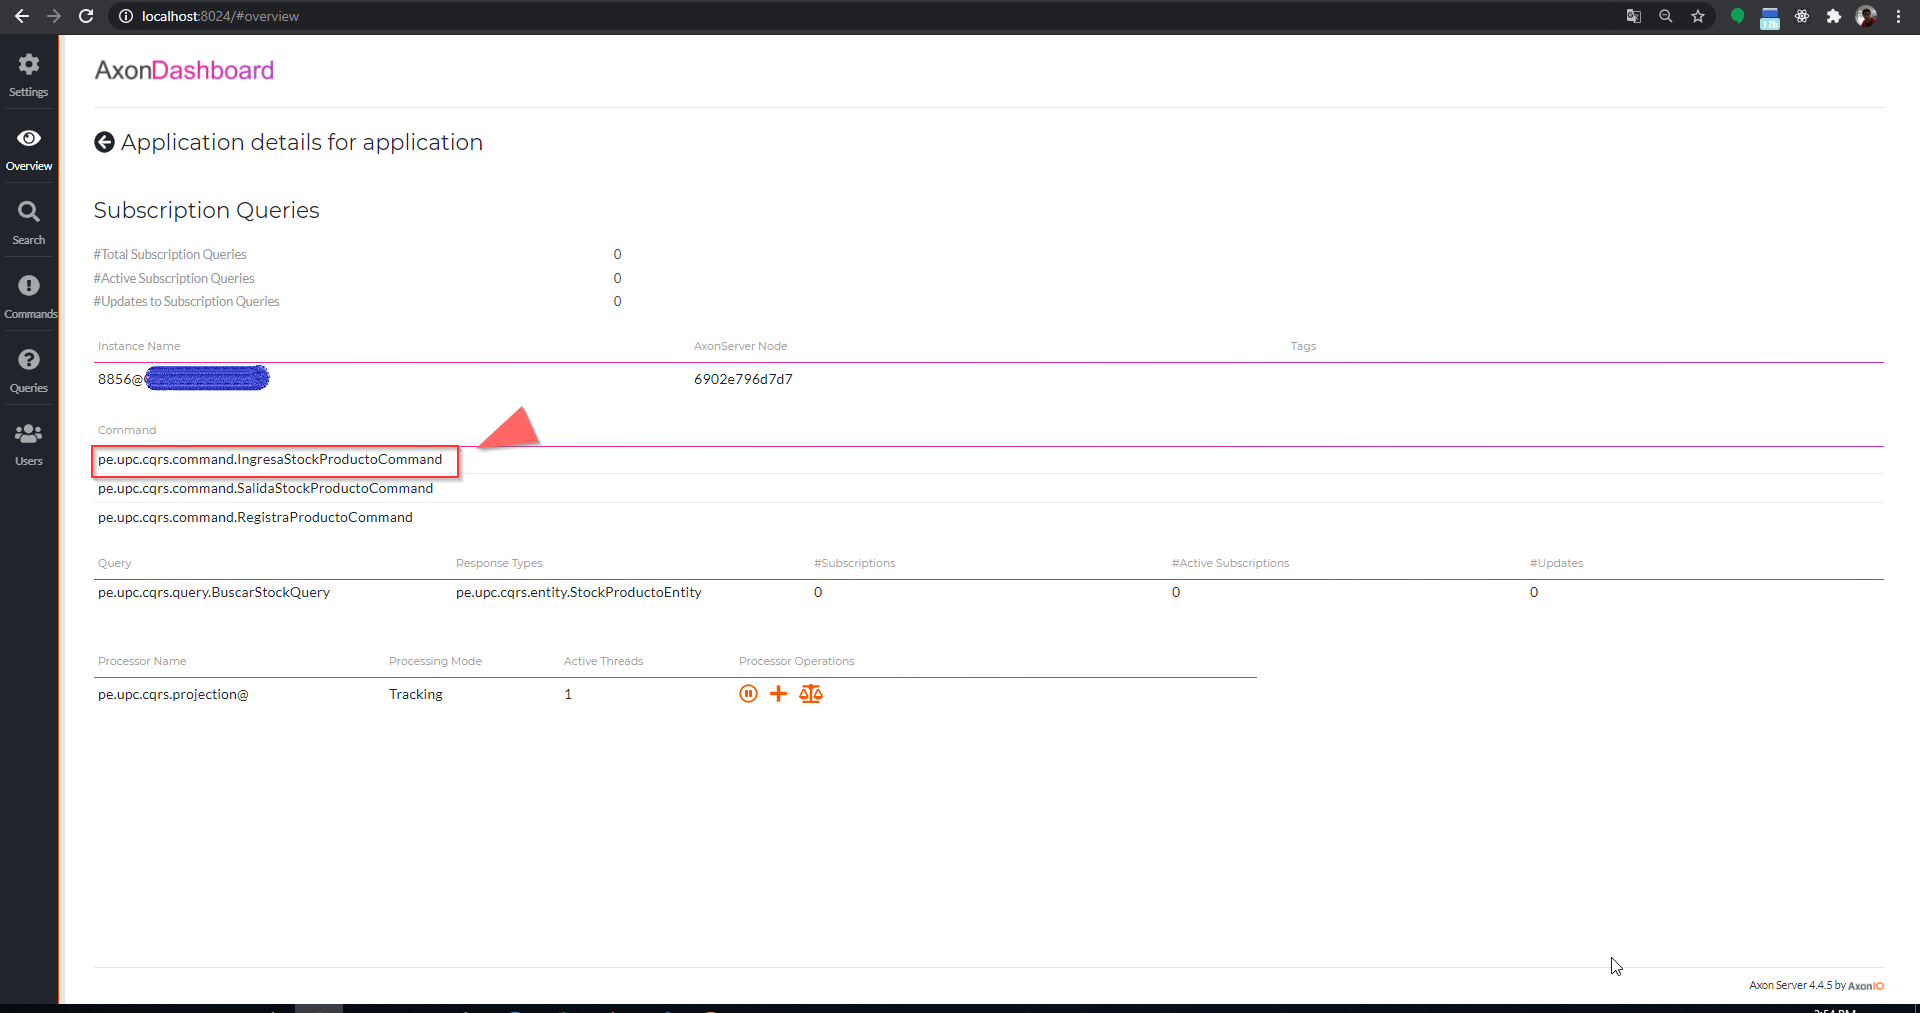 localhost:8024/#overview
17h
Settings
Overview
Search
Commands
Queries
Users
AxonDashboard
Application details for application
Subscription Queries
#Total Subscription Queries 0
#Active Subscription Queries 0
#Updates to Subscription Queries 0
Instance Name AxonServer Node Tags
8856@ 6902e796d7d7
Command
pe.upc.cqrs.command.IngresaStockProductoCommand
pe.upc.cqrs.command.SalidaStockProductoCommand
pe.upc.cqrs.command.RegistraProductoCommand
Query Response Types #Subscriptions #Active Subscriptions #Updates
pe.upc.cqrs.query.BuscarStockQuery pe.upc.cqrs.entity.StockProductoEntity 0 0 0
Processor Name Processing Mode Active Threads Processor Operations
pe.upc.cqrs.projection@ Tracking 1
Axon Server 4.4.5 by AxonIQ